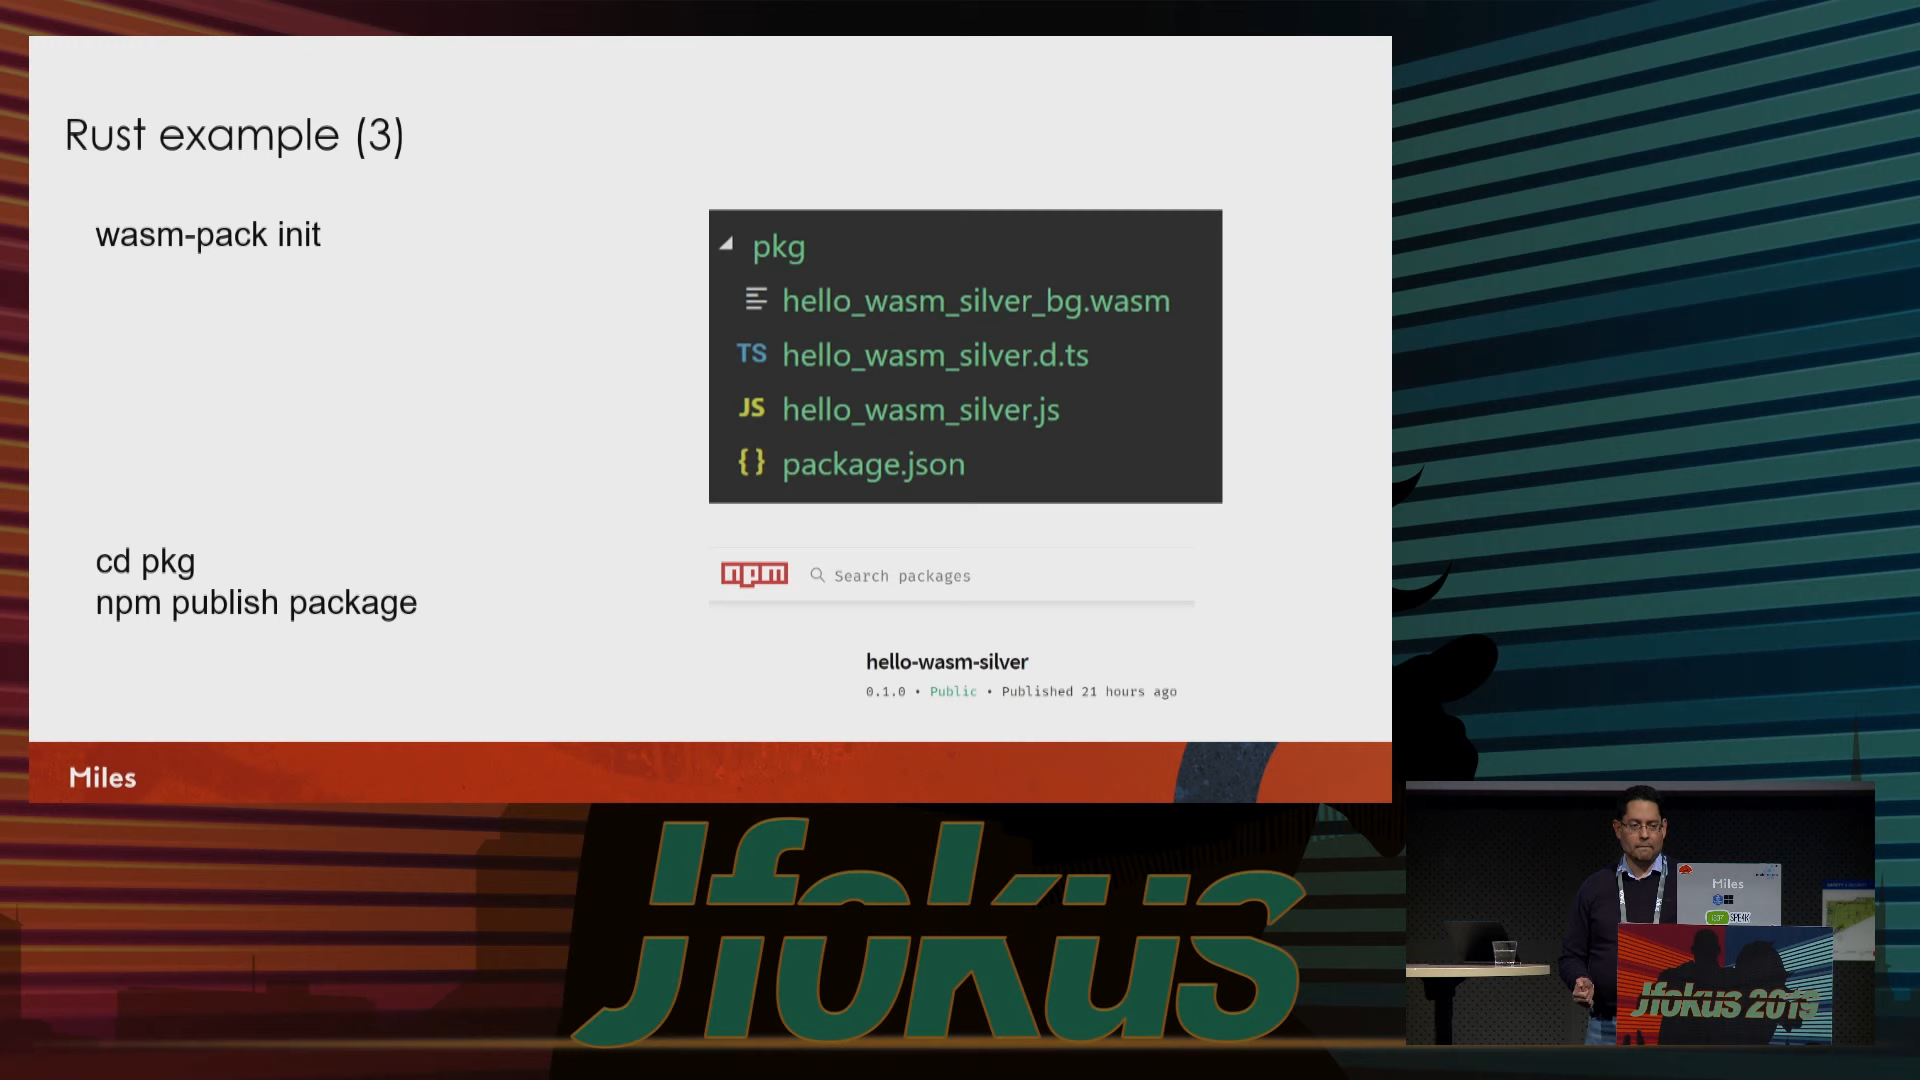 Rust example (3)
wasm-pack init
pkg
hello_wasm_silver_bg.wasm
TS hello_wasm_silver.d.ts
JS hello_wasm_silver.js
{ } package.json
cd pkg
npm publish package
npm Search packages
hello-wasm-silver
0.1.0 • Public • Published 21 hours ago
Miles
Jfokus
Miles
SPE4K
Jfokus 2019